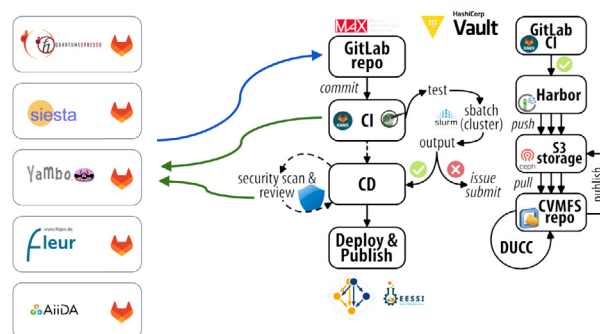 QUANTUMESPRESSO
siesta
Yambo
www.flapw.de
fleur
AiiDA
MAX
GitLab
repo
commit
CI
CD
security scan &
review
Deploy &
Publish
EESSI
HashiCorp
Vault
test
slurm
sbatch
(cluster)
output
issue
submit
GitLab
CI
Harbor
push
ceph
S3
storage
pull
publish
CVMFS
repo
DUCC